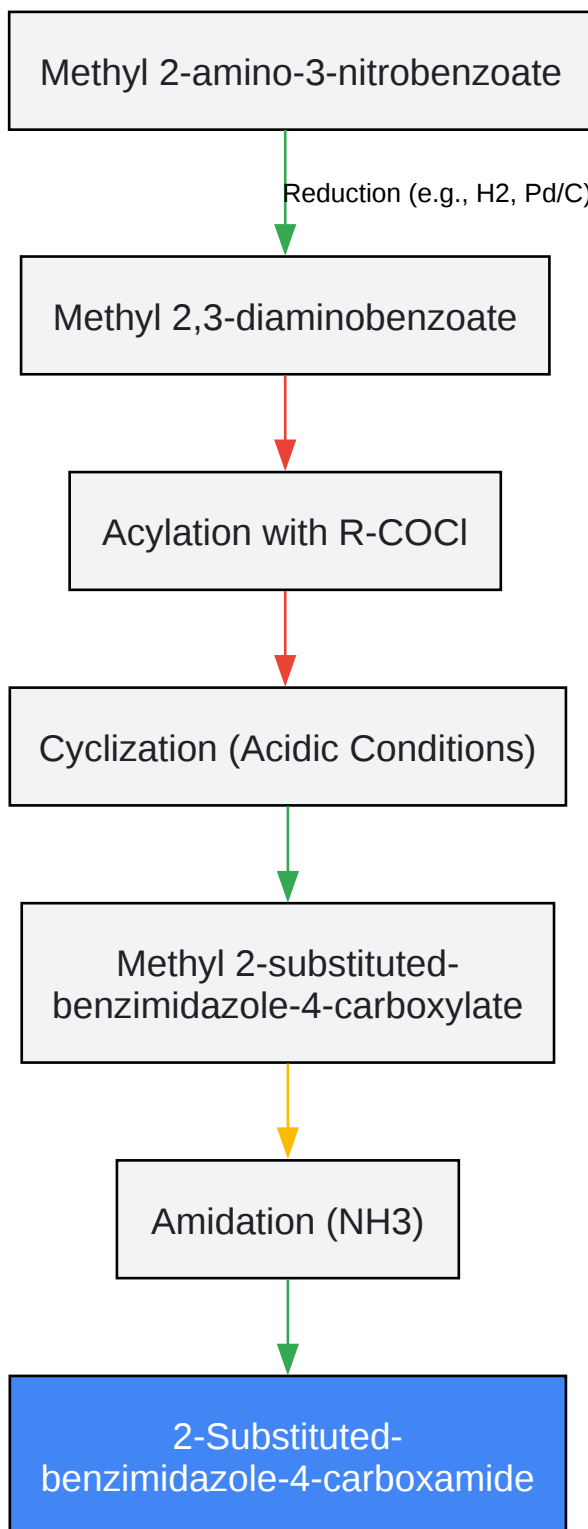 Methyl 2-amino-3-nitrobenzoate
Reduction (e.g., H2, Pd/C)
Methyl 2,3-diaminobenzoate
Acylation with R-COCl
Cyclization (Acidic Conditions)
Methyl 2-substituted-
benzimidazole-4-carboxylate
Amidation (NH3)
2-Substituted-
benzimidazole-4-carboxamide